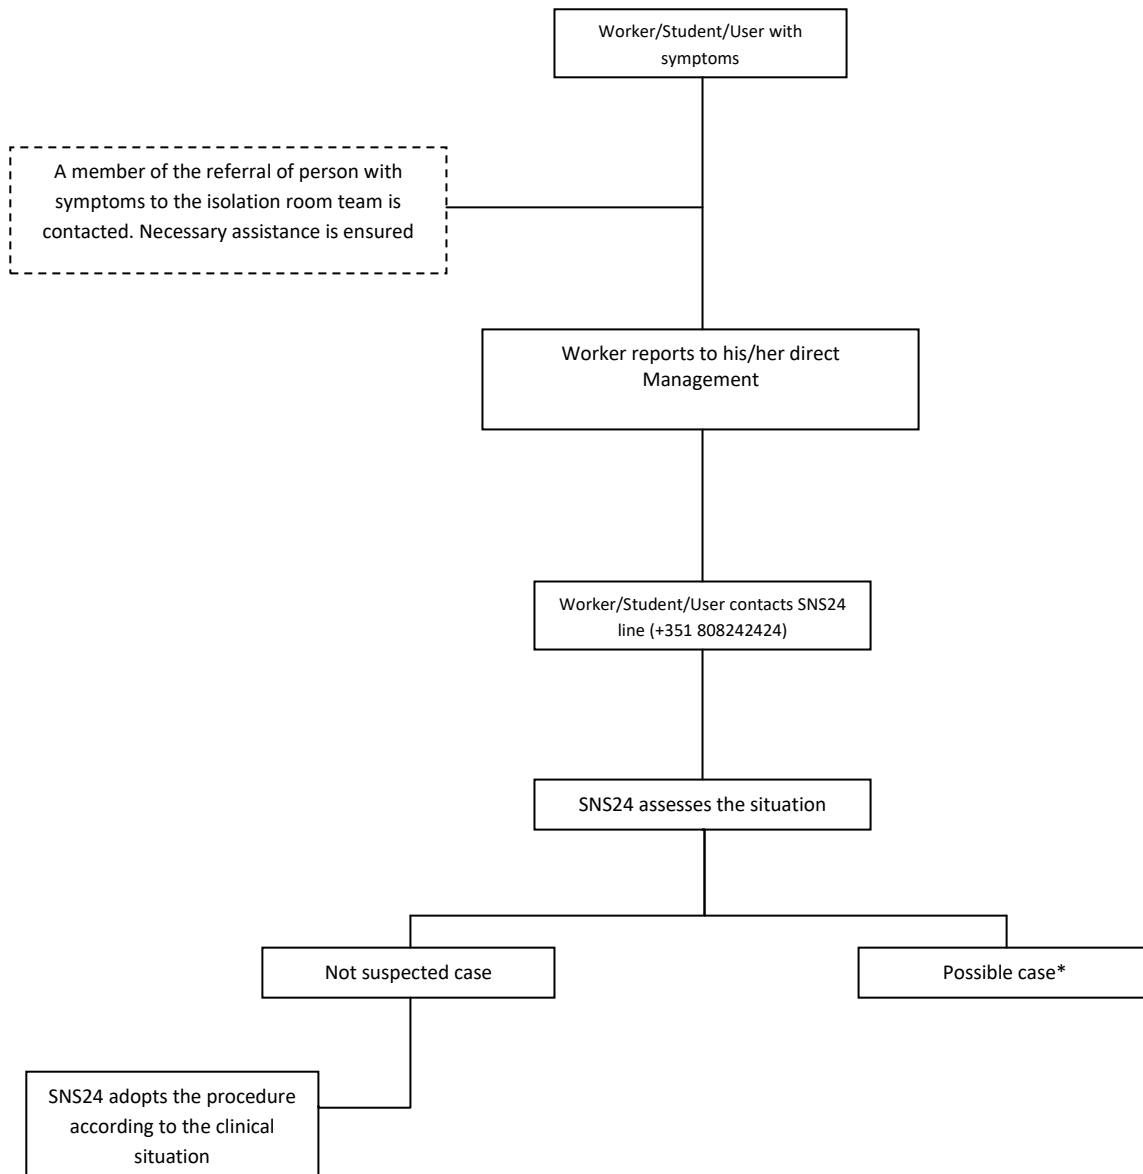 Worker/Student/User with
symptoms
A member of the referral of person with
symptoms to the isolation room team is
contacted. Necessary assistance is ensured
Worker reports to his/her direct
Management
Worker/Student/User contacts SNS24
line (+351 808242424)
SNS24 assesses the situation
Not suspected case
Possible case*
SNS24 adopts the procedure
according to the clinical
situation